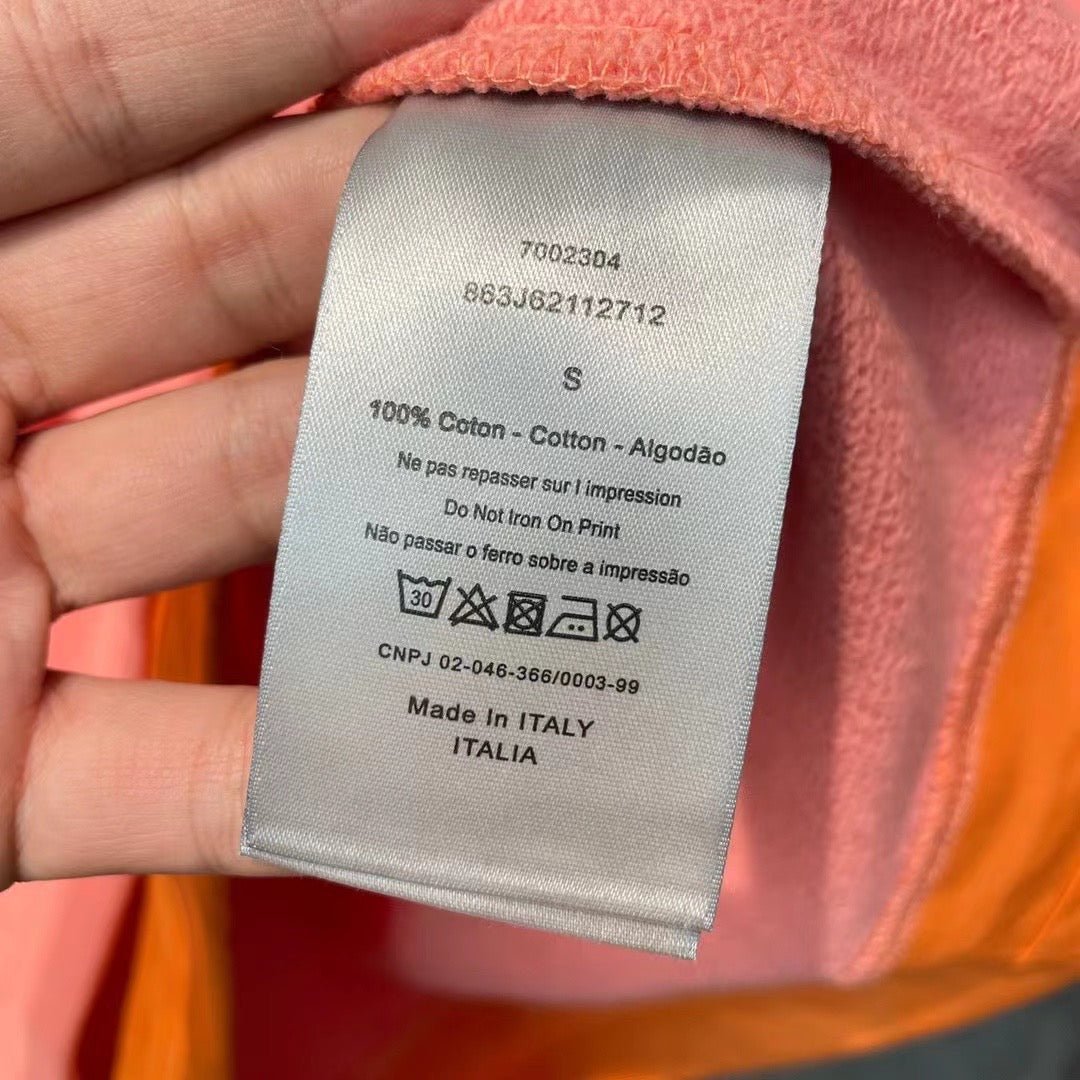 7002304
863J62112712
S
100% Coton - Cotton - Algodão
Ne pas repasser sur l impression
Do Not Iron On Print
Não passar o ferro sobre a impressão
30
CNPJ 02-046-366/0003-99
Made In ITALY
ITALIA